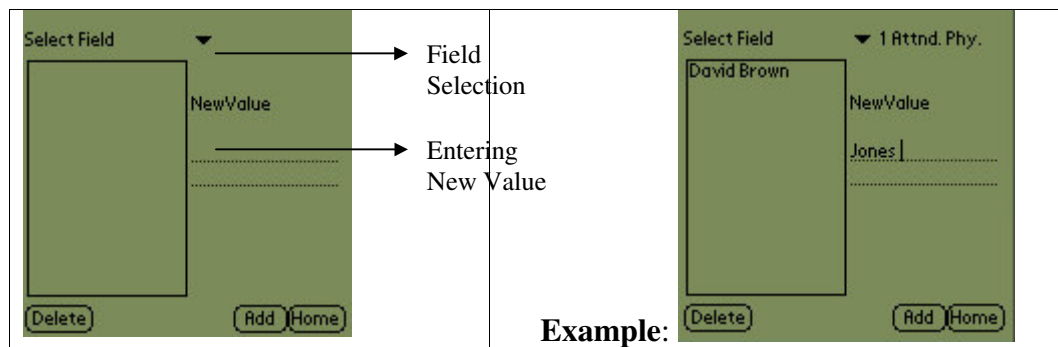 Select Field
NewValue
Delete
Add
Home
Field
Selection
Entering
New Value
Example:
Select Field
1 Attnd. Phy.
David Brown
NewValue
Jones
Delete
Add
Home